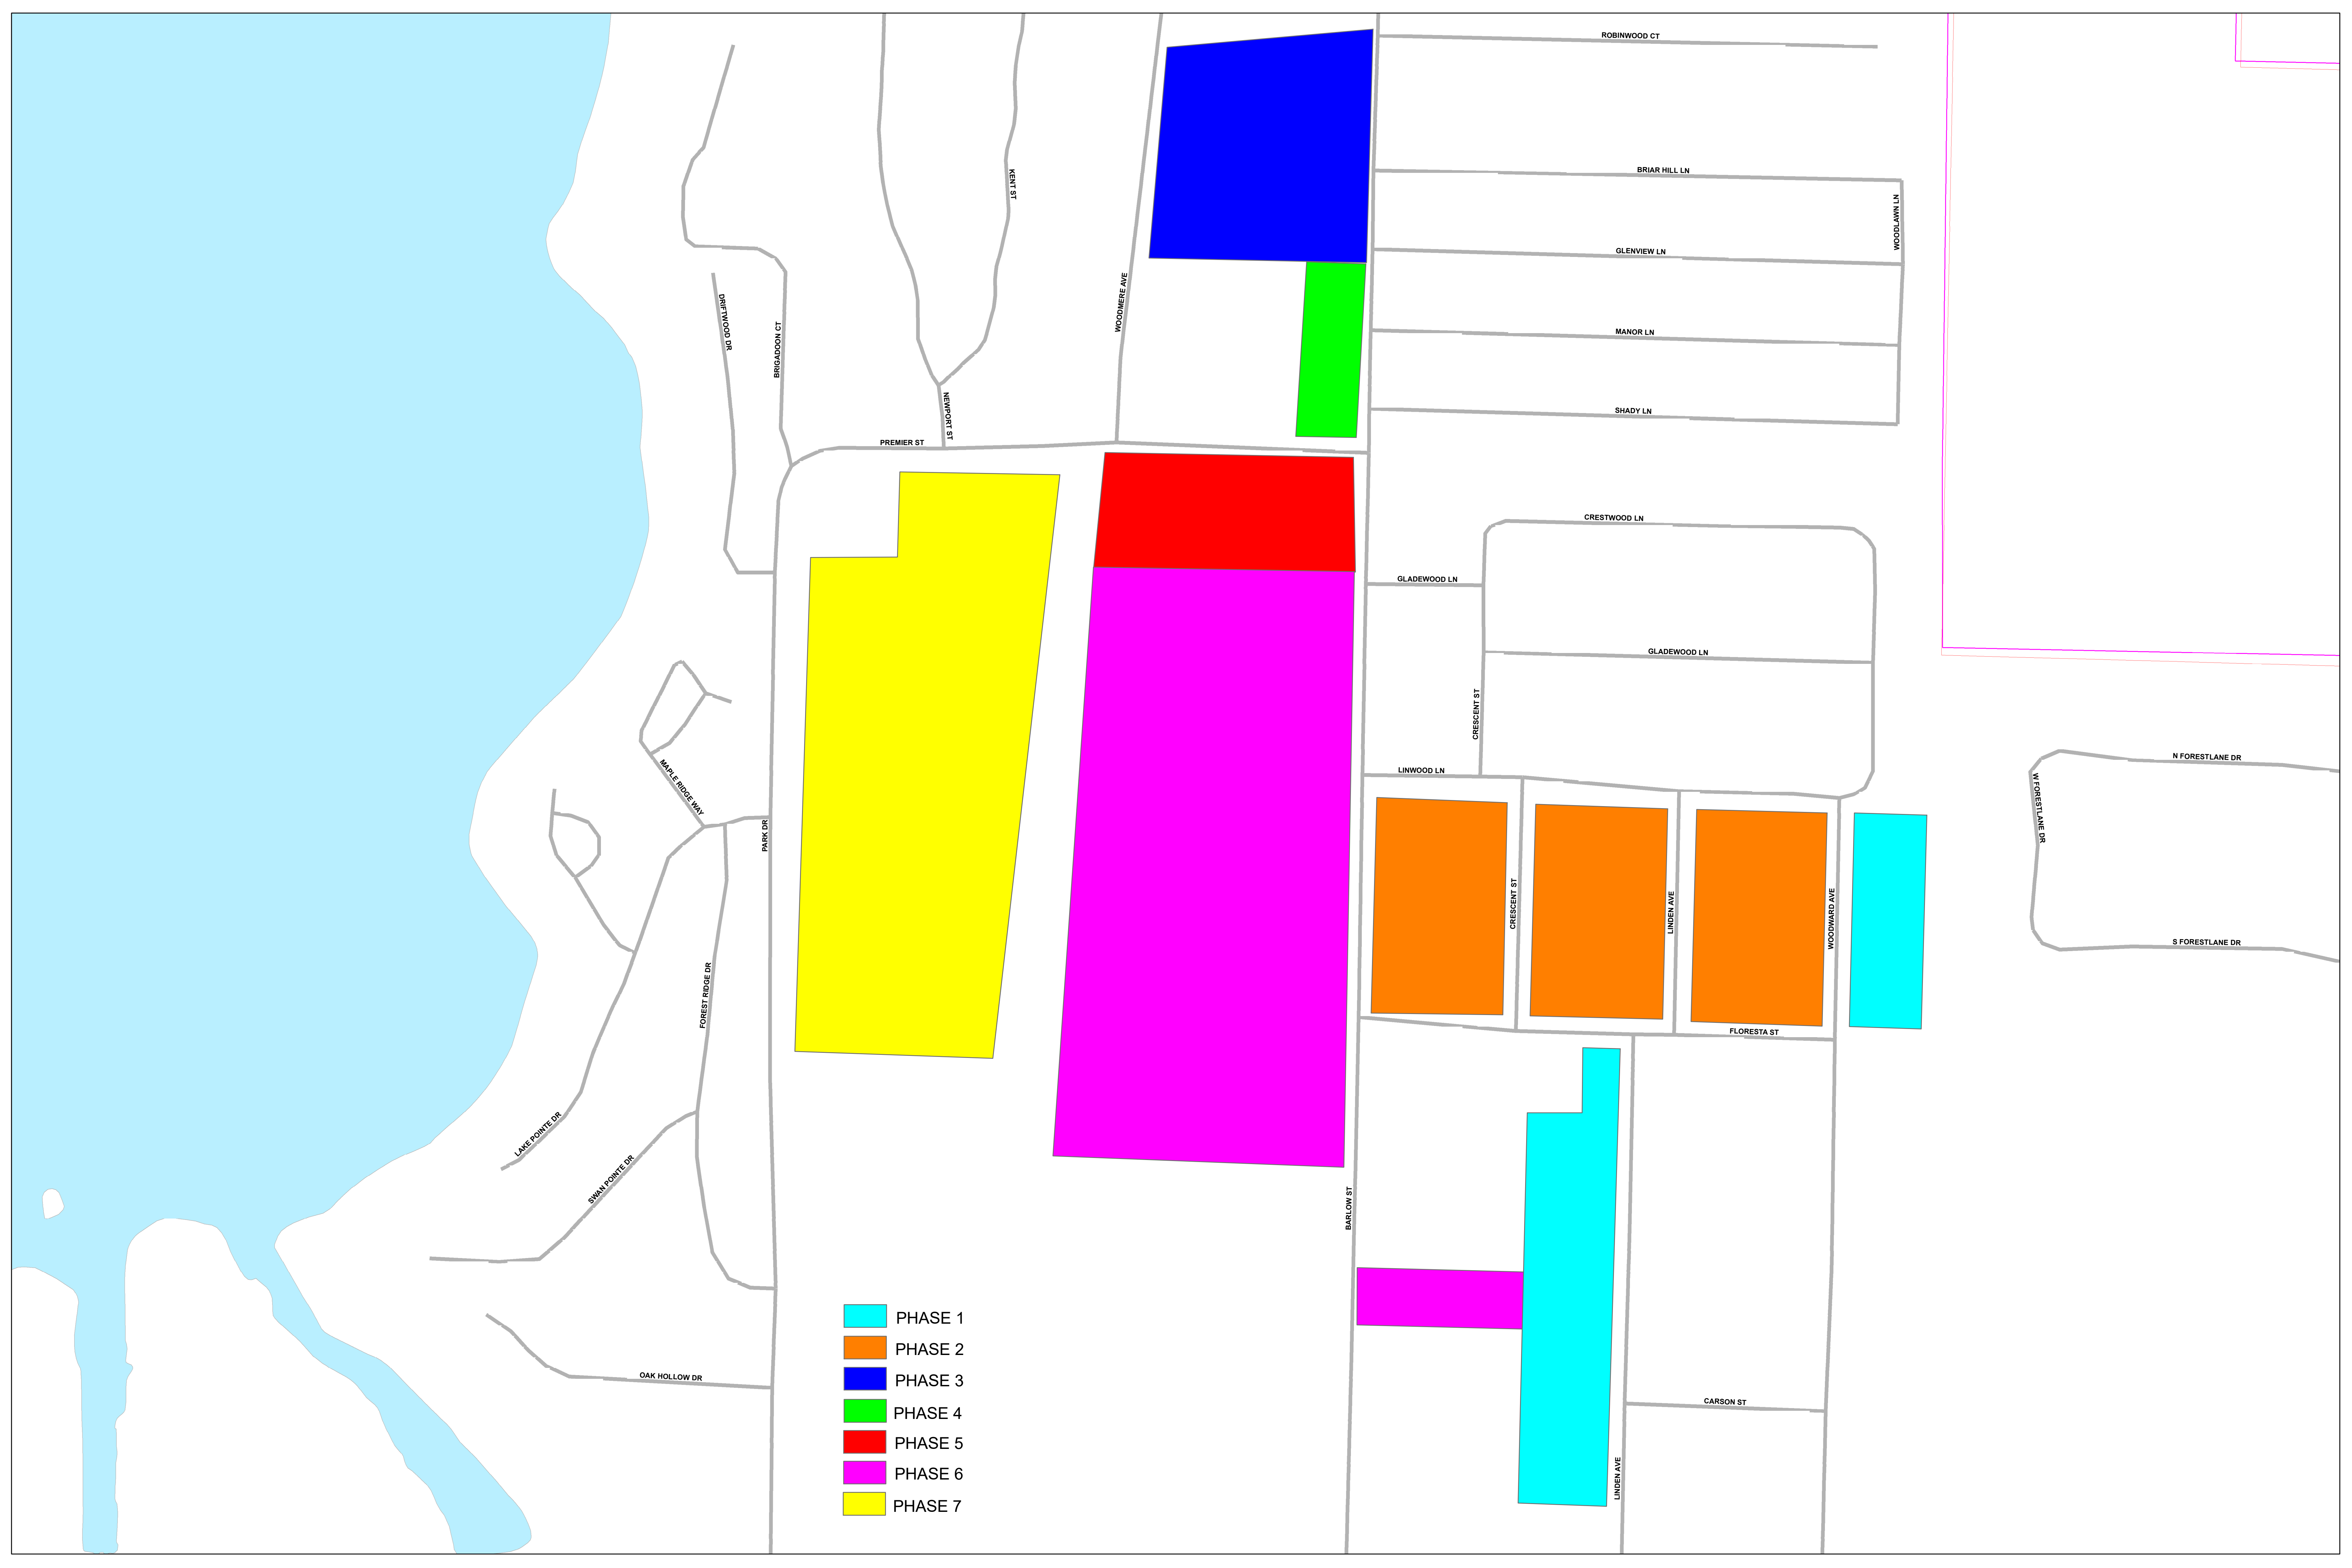 ROBINWOOD CT
BRIAR HILL LN
KENT ST
WOODLAWN LN
GLENVIEW LN
WOODMERE AVE
DRIFTWOOD DR
BRIGADOON CT
MANOR LN
SHADY LN
NEWPORT ST
PREMIER ST
CRESTWOOD LN
GLADEWOOD LN
GLADEWOOD LN
CRESCENT ST
LINWOOD LN
N FORESTLANE DR
W FORESTLANE DR
MAPLE RIDGE WAY
PARK DR
CRESCENT ST
LINDEN AVE
WOODWARD AVE
S FORESTLANE DR
FOREST RIDGE DR
FLORESTA ST
LAKE POINTE DR
SWAN POINTE DR
BARLOW ST
OAK HOLLOW DR
CARSON ST
LINDEN AVE
PHASE 1
PHASE 2
PHASE 3
PHASE 4
PHASE 5
PHASE 6
PHASE 7